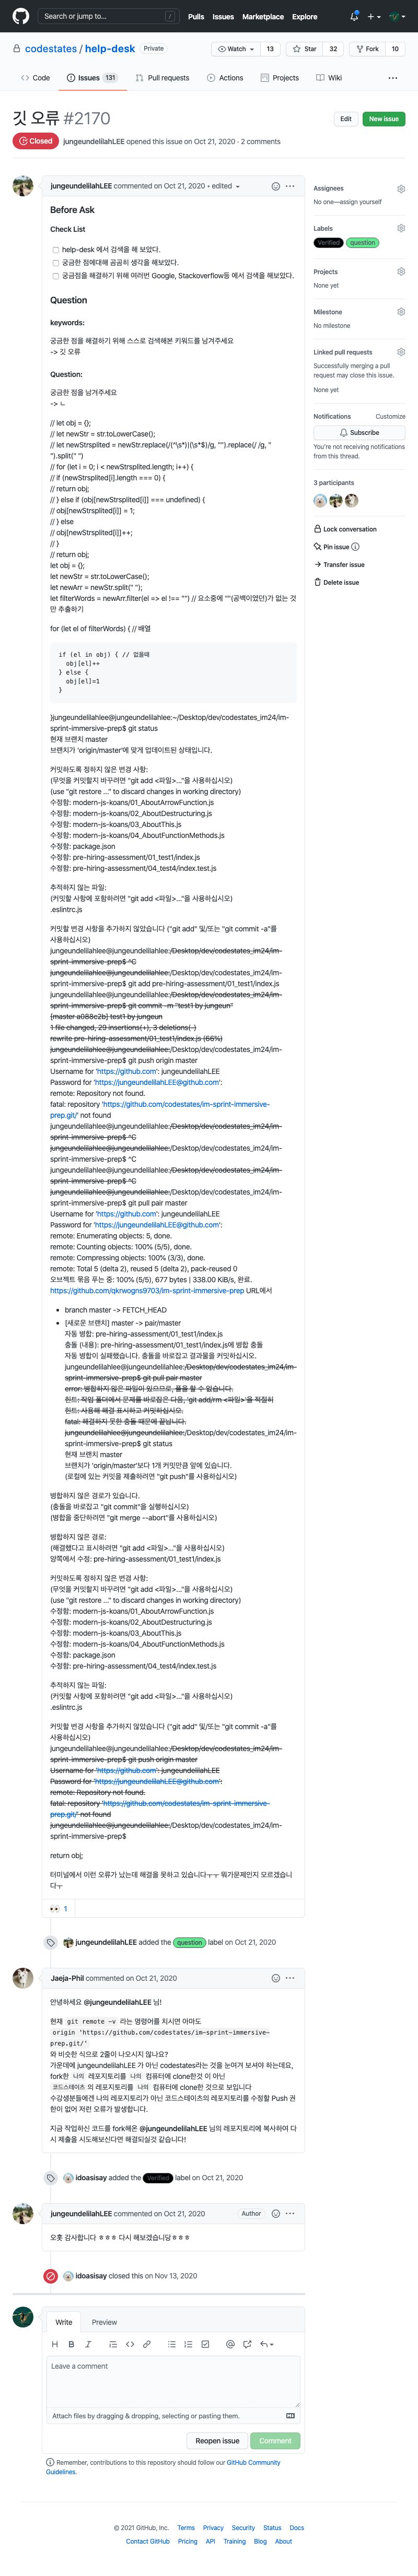 Search or jump to...
/
Pulls Issues Marketplace Explore
codestates / help-desk Private
Watch 13 Star 32 Fork 10
Code Issues 131 Pull requests Actions Projects Wiki
깃 오류 #2170
Edit New issue
Closed jungeundelilahLEE opened this issue on Oct 21, 2020 · 2 comments
jungeundelilahLEE commented on Oct 21, 2020 • edited
Before Ask
Check List
help-desk 에서 검색을 해 보았다.
궁금한 점에대해 곰곰히 생각을 해보았다.
궁금점을 해결하기 위해 여러번 Google, Stackoverflow등 에서 검색을 해보았다.
Question
keywords:
궁금한 점을 해결하기 위해 스스로 검색해본 키워드를 남겨주세요
-> 깃 오류
Question:
궁금한 점을 남겨주세요
-> ㄴ
// let obj = {};
// let newStr = str.toLowerCase();
// let newStrsplited = newStr.replace(/(^\s*)|(\s*$)/g, "").replace( /g, "
").split(" ")
// for (let i = 0; i < newStrsplited.length; i++) {
// if (newStrsplited[i].length === 0) {
// return obj;
// } else if (obj[newStrsplited[i]] === undefined) {
// obj[newStrsplited[i]] = 1;
// } else
// obj[newStrsplited[i]]++;
// }
// return obj;
let obj = {};
let newStr = str.toLowerCase();
let newArr = newStr.split(" ");
let filterWords = newArr.filter(el => el !== "") // 요소중에 ""(공백이였던)가 없는 것
만 추출하기
for (let el of filterWords) { // 배열
if (el in obj) { // 없을때
obj[el]++
} else {
obj[el]=1
}
}jungeundelilahlee@jungeundelilahlee:~/Desktop/dev/codestates_im24/im-
sprint-immersive-prep$ git status
현재 브랜치 master
브랜치가 'origin/master'에 맞게 업데이트된 상태입니다.
커밋하도록 정하지 않은 변경 사항:
(무엇을 커밋할지 바꾸려면 "git add <파일>..."을 사용하십시오)
(use "git restore ..." to discard changes in working directory)
수정함: modern-js-koans/01_AboutArrowFunction.js
수정함: modern-js-koans/02_AboutDestructuring.js
수정함: modern-js-koans/03_AboutThis.js
수정함: modern-js-koans/04_AboutFunctionMethods.js
수정함: package.json
수정함: pre-hiring-assessment/01_test1/index.js
수정함: pre-hiring-assessment/04_test4/index.test.js
추적하지 않는 파일:
(커밋할 사항에 포함하려면 "git add <파일>..."을 사용하십시오)
.eslintrc.js
커밋할 변경 사항을 추가하지 않았습니다 ("git add" 및/또는 "git commit -a"를
사용하십시오)
jungeundelilahlee@jungeundelilahlee:/Desktop/dev/codestates_im24/im-
sprint-immersive-prep$ ^C
jungeundelilahlee@jungeundelilahlee:/Desktop/dev/codestates_im24/im-
sprint-immersive-prep$ git add pre-hiring-assessment/01_test1/index.js
jungeundelilahlee@jungeundelilahlee:/Desktop/dev/codestates_im24/im-
sprint-immersive-prep$ git commit -m "test1 by jungeun"
[master a088c2b] test1 by jungeun
1 file changed, 29 insertions(+), 3 deletions(-)
rewrite pre-hiring-assessment/01_test1/index.js (66%)
jungeundelilahlee@jungeundelilahlee:/Desktop/dev/codestates_im24/im-
sprint-immersive-prep$ git push origin master
Username for 'https://github.com': jungeundelilahLEE
Password for 'https://jungeundelilahLEE@github.com':
remote: Repository not found.
fatal: repository 'https://github.com/codestates/im-sprint-immersive-
prep.git/' not found
jungeundelilahlee@jungeundelilahlee:/Desktop/dev/codestates_im24/im-
sprint-immersive-prep$ ^C
jungeundelilahlee@jungeundelilahlee:/Desktop/dev/codestates_im24/im-
sprint-immersive-prep$ ^C
jungeundelilahlee@jungeundelilahlee:/Desktop/dev/codestates_im24/im-
sprint-immersive-prep$ ^C
jungeundelilahlee@jungeundelilahlee:/Desktop/dev/codestates_im24/im-
sprint-immersive-prep$ git pull pair master
Username for 'https://github.com': jungeundelilahLEE
Password for 'https://jungeundelilahLEE@github.com':
remote: Enumerating objects: 5, done.
remote: Counting objects: 100% (5/5), done.
remote: Compressing objects: 100% (3/3), done.
remote: Total 5 (delta 2), reused 5 (delta 2), pack-reused 0
오브젝트 묶음 푸는 중: 100% (5/5), 677 bytes | 338.00 KiB/s, 완료.
https://github.com/qkrwogns9703/im-sprint-immersive-prep URL에서
• branch master -> FETCH_HEAD
• [새로운 브랜치] master -> pair/master
자동 병합: pre-hiring-assessment/01_test1/index.js
충돌 (내용): pre-hiring-assessment/01_test1/index.js에 병합 충돌
자동 병합이 실패했습니다. 충돌을 바로잡고 결과물을 커밋하십시오.
jungeundelilahlee@jungeundelilahlee:/Desktop/dev/codestates_im24/im-
sprint-immersive-prep$ git pull pair master
error: 병합하지 않은 파일이 있으므로, 풀을 할 수 없습니다.
힌트: 작업 폴더에서 문제를 바로잡은 다음, 'git add/rm <파일>'을 적절히
힌트: 사용해 해결 표시하고 커밋하십시오.
fatal: 해결하지 못한 충돌 때문에 끝납니다.
jungeundelilahlee@jungeundelilahlee:/Desktop/dev/codestates_im24/im-
sprint-immersive-prep$ git status
현재 브랜치 master
브랜치가 'origin/master'보다 1개 커밋만큼 앞에 있습니다.
(로컬에 있는 커밋을 제출하려면 "git push"를 사용하십시오)
병합하지 않은 경로가 있습니다.
(충돌을 바로잡고 "git commit"을 실행하십시오)
(병합을 중단하려면 "git merge --abort"를 사용하십시오)
병합하지 않은 경로:
(해결했다고 표시하려면 "git add <파일>..."을 사용하십시오)
양쪽에서 수정: pre-hiring-assessment/01_test1/index.js
커밋하도록 정하지 않은 변경 사항:
(무엇을 커밋할지 바꾸려면 "git add <파일>..."을 사용하십시오)
(use "git restore ..." to discard changes in working directory)
수정함: modern-js-koans/01_AboutArrowFunction.js
수정함: modern-js-koans/02_AboutDestructuring.js
수정함: modern-js-koans/03_AboutThis.js
수정함: modern-js-koans/04_AboutFunctionMethods.js
수정함: package.json
수정함: pre-hiring-assessment/04_test4/index.test.js
추적하지 않는 파일:
(커밋할 사항에 포함하려면 "git add <파일>..."을 사용하십시오)
.eslintrc.js
커밋할 변경 사항을 추가하지 않았습니다 ("git add" 및/또는 "git commit -a"를
사용하십시오)
jungeundelilahlee@jungeundelilahlee:/Desktop/dev/codestates_im24/im-
sprint-immersive-prep$ git push origin master
Username for 'https://github.com': jungeundelilahLEE
Password for 'https://jungeundelilahLEE@github.com':
remote: Repository not found.
fatal: repository 'https://github.com/codestates/im-sprint-immersive-
prep.git/' not found
jungeundelilahlee@jungeundelilahlee:/Desktop/dev/codestates_im24/im-
sprint-immersive-prep$
return obj;
터미널에서 이런 오류가 났는데 해결을 못하고 있습니다ㅜㅜ 뭐가문제인지 모르겠습니
다ㅜ
1
jungeundelilahLEE added the question label on Oct 21, 2020
Jaeja-Phil commented on Oct 21, 2020
안녕하세요 @jungeundelilahLEE 님!
현재 git remote -v 라는 명령어를 치시면 아마도
origin 'https://github.com/codestates/im-sprint-immersive-
prep.git/'
와 비슷한 식으로 2줄이 나오시지 않나요?
가운데에 jungeundelilahLEE 가 아닌 codestates라는 것을 눈여겨 보셔야 하는데요,
fork한 나의 레포지토리를 나의 컴퓨터에 clone한것 이 아닌
코드스테이츠 의 레포지토리를 나의 컴퓨터에 clone한 것으로 보입니다
수강생분들에겐 나의 레포지토리가 아닌 코드스테이츠의 레포지토리를 수정할 Push 권
한이 없어 저런 오류가 발생합니다.
지금 작업하신 코드를 fork해온 @jungeundelilahLEE 님의 레포지토리에 복사하여 다
시 제출을 시도해보신다면 해결되실것 같습니다!
idoasisay added the Verified label on Oct 21, 2020
jungeundelilahLEE commented on Oct 21, 2020 Author
오홋 감사합니다 ㅎㅎㅎ 다시 해보겠습니당ㅎㅎㅎ
idoasisay closed this on Nov 13, 2020
Write Preview
Leave a comment
Attach files by dragging & dropping, selecting or pasting them.
Reopen issue Comment
Remember, contributions to this repository should follow our GitHub Community
Guidelines.
Assignees
No one—assign yourself
Labels
Verified question
Projects
None yet
Milestone
No milestone
Linked pull requests
Successfully merging a pull
request may close this issue.
None yet
Notifications Customize
Subscribe
You're not receiving notifications
from this thread.
3 participants
Lock conversation
Pin issue
Transfer issue
Delete issue
© 2021 GitHub, Inc. Terms Privacy Security Status Docs
Contact GitHub Pricing API Training Blog About